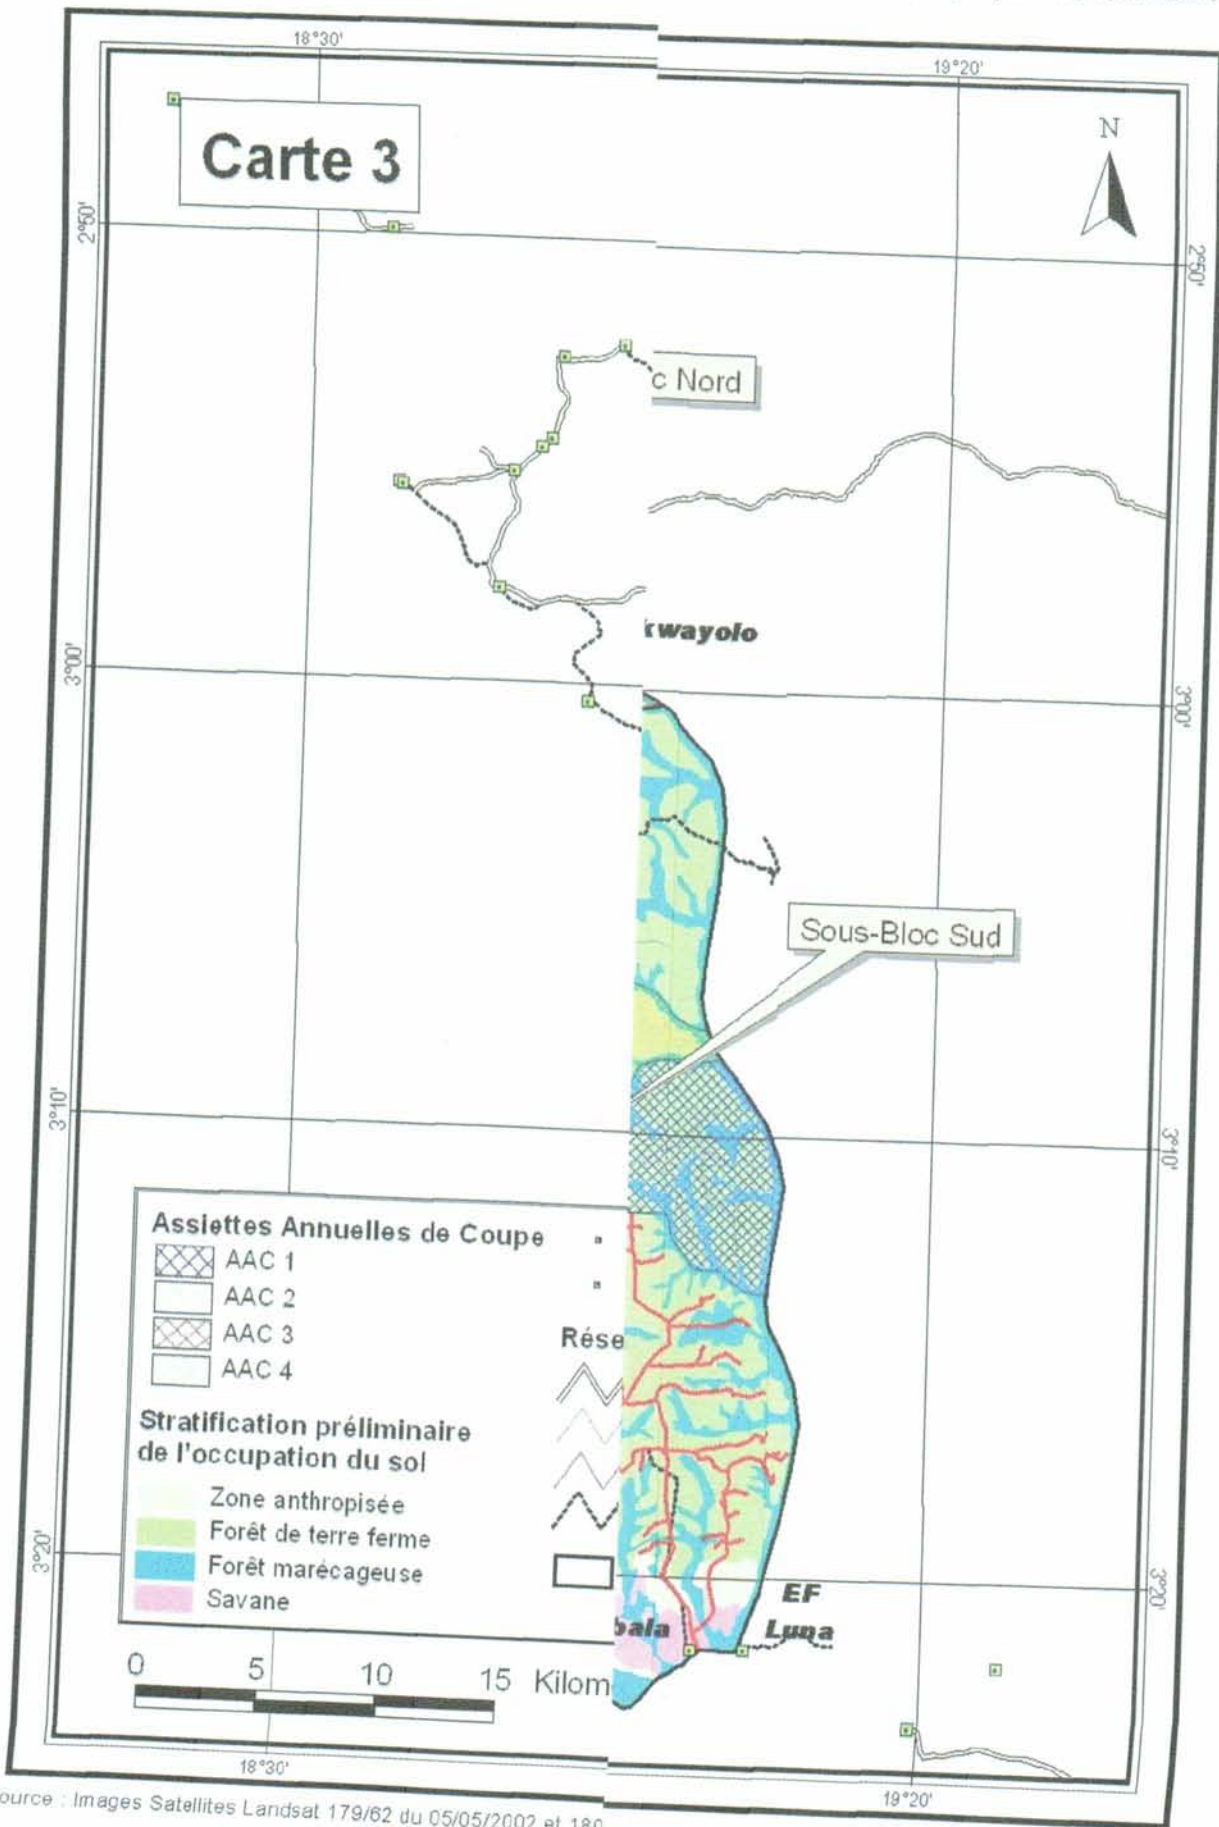 18°30'
19°20'
Carte 3
N
2°50'
2°50'
c Nord
kwayolo
3°00'
3°00'
Sous-Bloc Sud
3°10'
3°10'
Assiettes Annuelles de Coupe
AAC 1
AAC 2
AAC 3
AAC 4
Rése
Stratification préliminaire
de l'occupation du sol
Zone anthropisée
Forêt de terre ferme
Forêt marécageuse
Savane
3°20'
3°20'
EF
Luna
bala
0 5 10 15 Kilom
18°30'
19°20'
ource : Images Satellites Landsat 179/62 du 05/05/2002 et 180